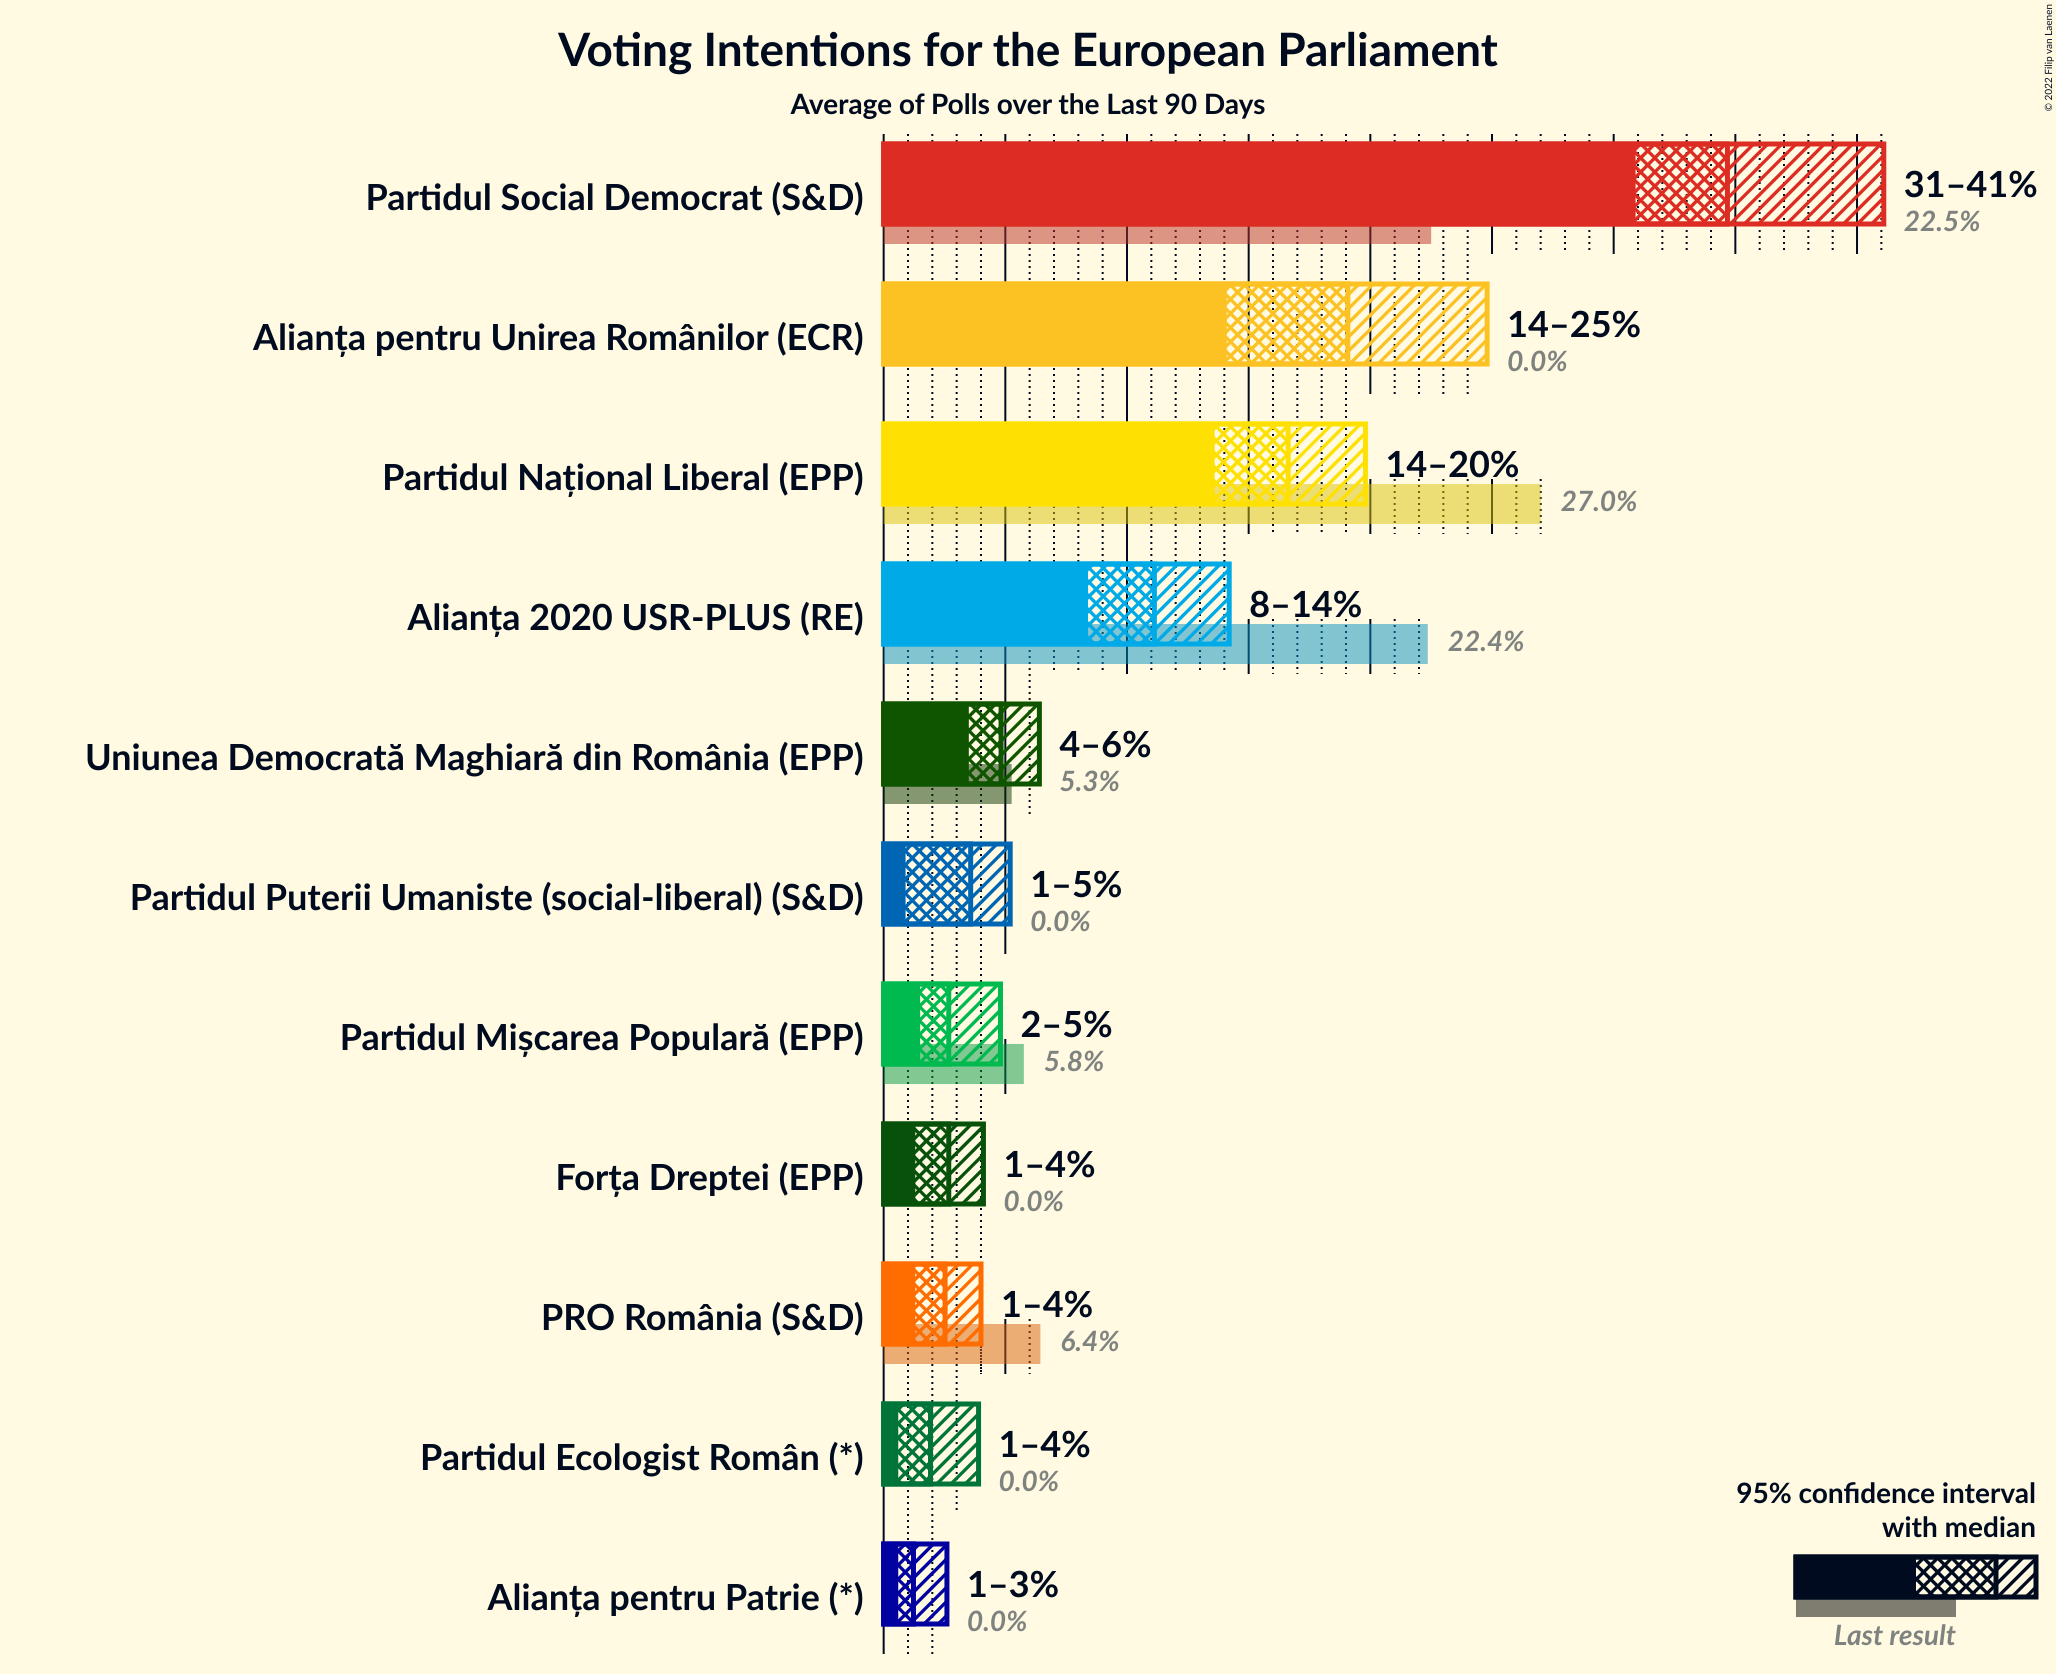 Voting Intentions for the European Parliament
Average of Polls over the Last 90 Days
© 2022 Filip van Laenen
Partidul Social Democrat (S&D)
31–41%
22.5%
Alianța pentru Unirea Românilor (ECR)
14–25%
0.0%
Partidul Național Liberal (EPP)
14–20%
27.0%
Alianța 2020 USR-PLUS (RE)
8–14%
22.4%
Uniunea Democrată Maghiară din România (EPP)
4–6%
5.3%
Partidul Puterii Umaniste (social-liberal) (S&D)
1–5%
0.0%
Partidul Mișcarea Populară (EPP)
2–5%
5.8%
Forța Dreptei (EPP)
1–4%
0.0%
PRO România (S&D)
1–4%
6.4%
Partidul Ecologist Român (*)
1–4%
0.0%
Alianța pentru Patrie (*)
1–3%
0.0%
95% confidence interval
with median
Last result